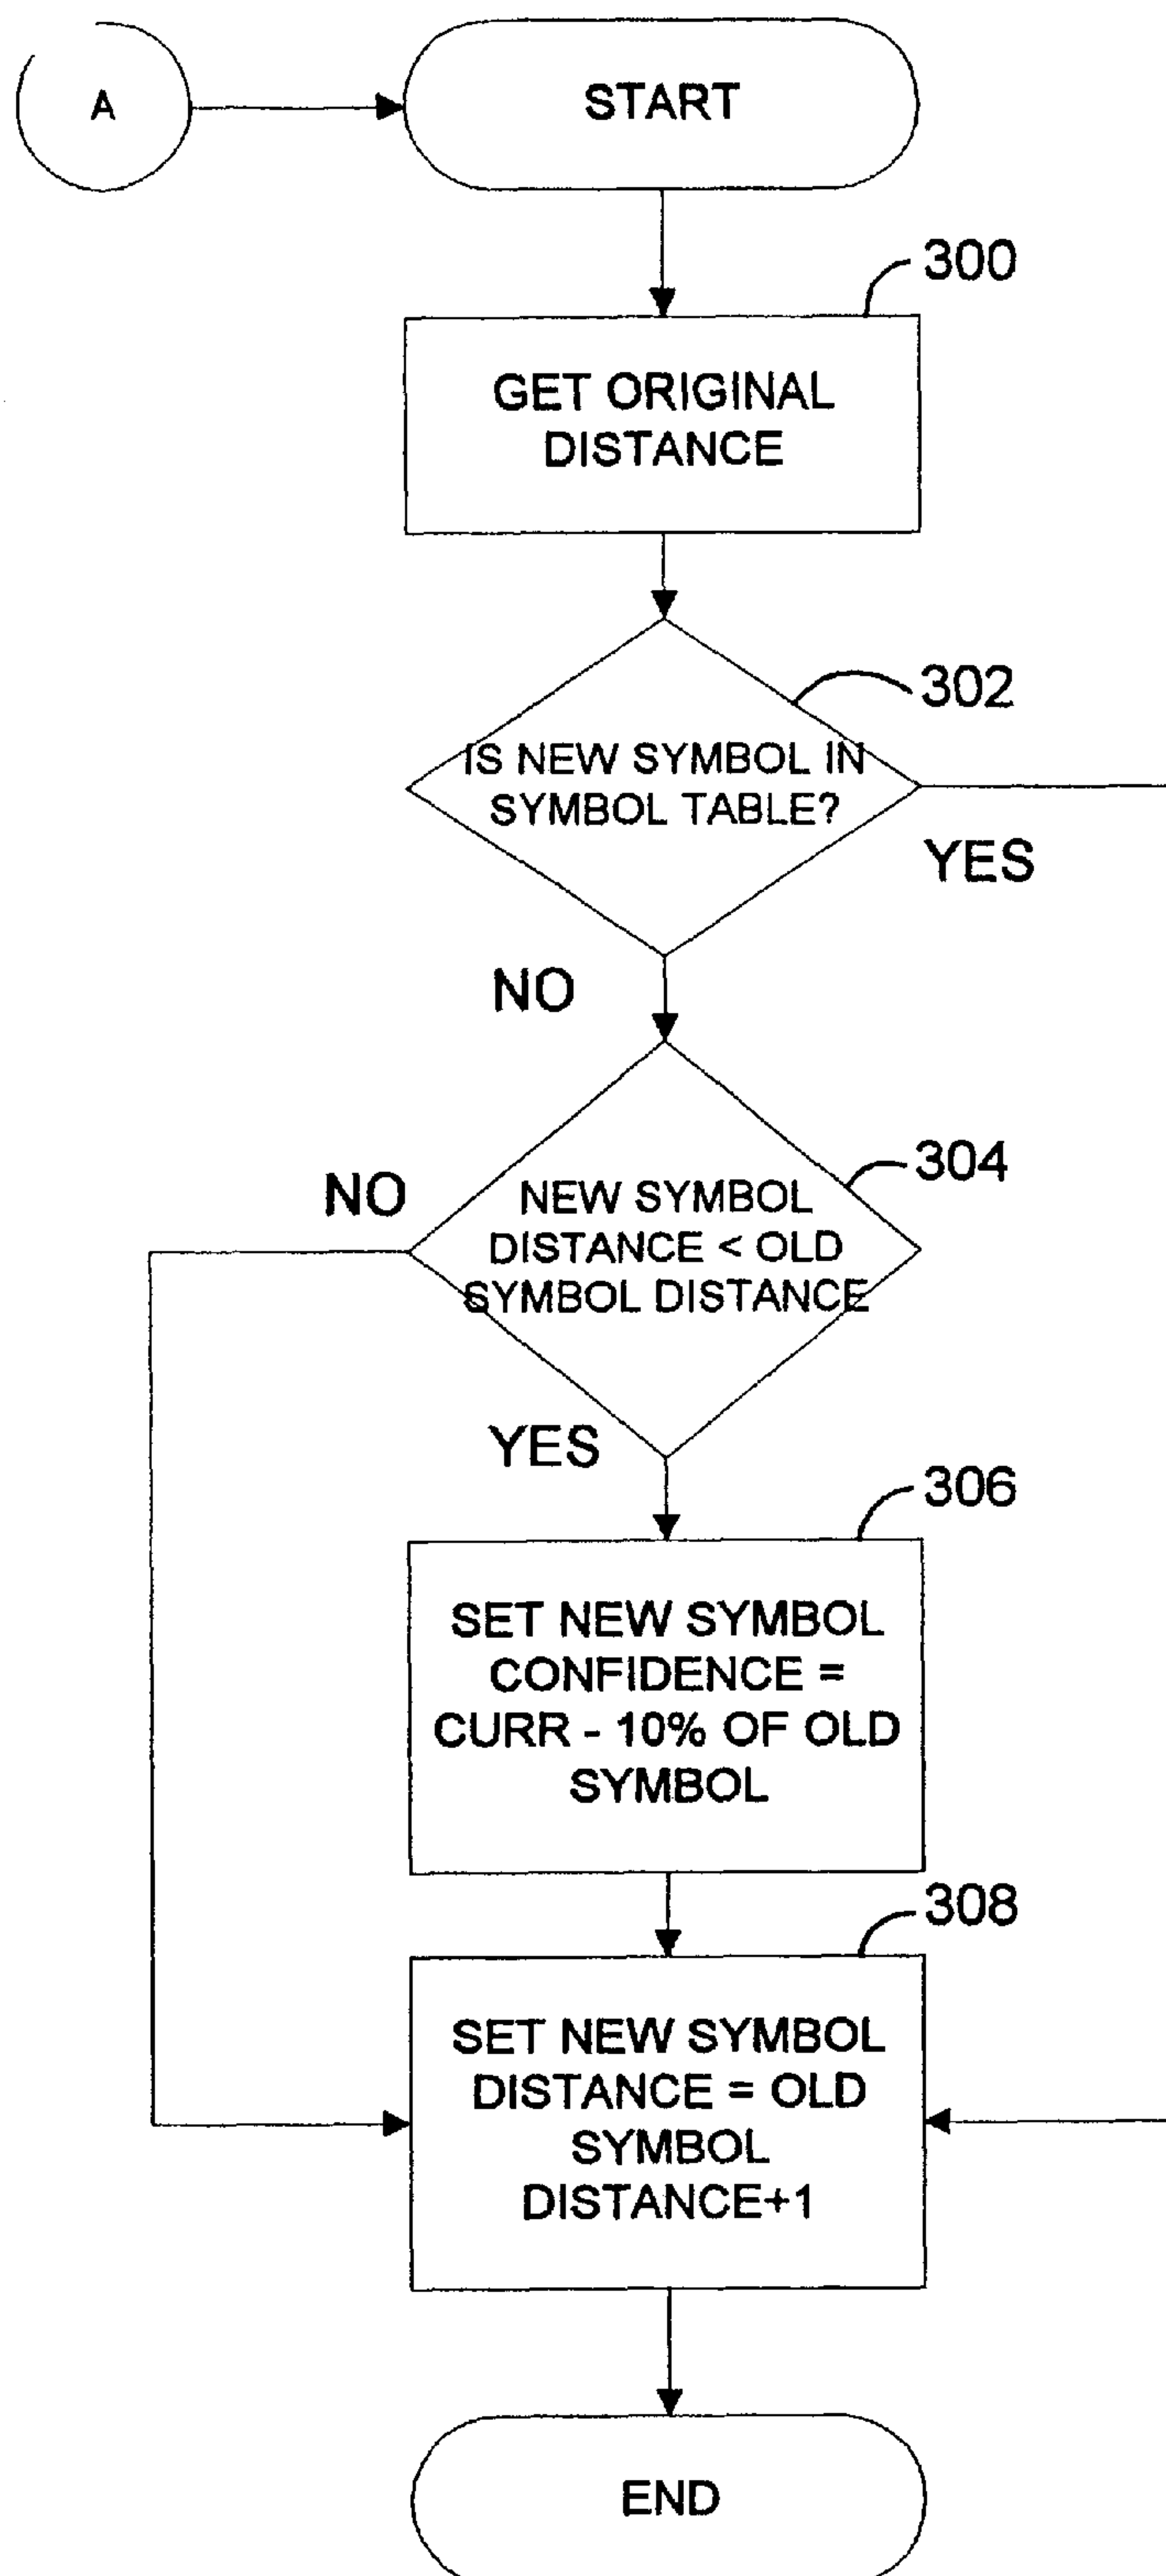 A
START
300
GET ORIGINAL
DISTANCE
302
IS NEW SYMBOL IN
SYMBOL TABLE?
YES
NO
304
NO
NEW SYMBOL
DISTANCE < OLD
SYMBOL DISTANCE
YES
306
SET NEW SYMBOL
CONFIDENCE =
CURR - 10% OF OLD
SYMBOL
308
SET NEW SYMBOL
DISTANCE = OLD
SYMBOL
DISTANCE+1
END